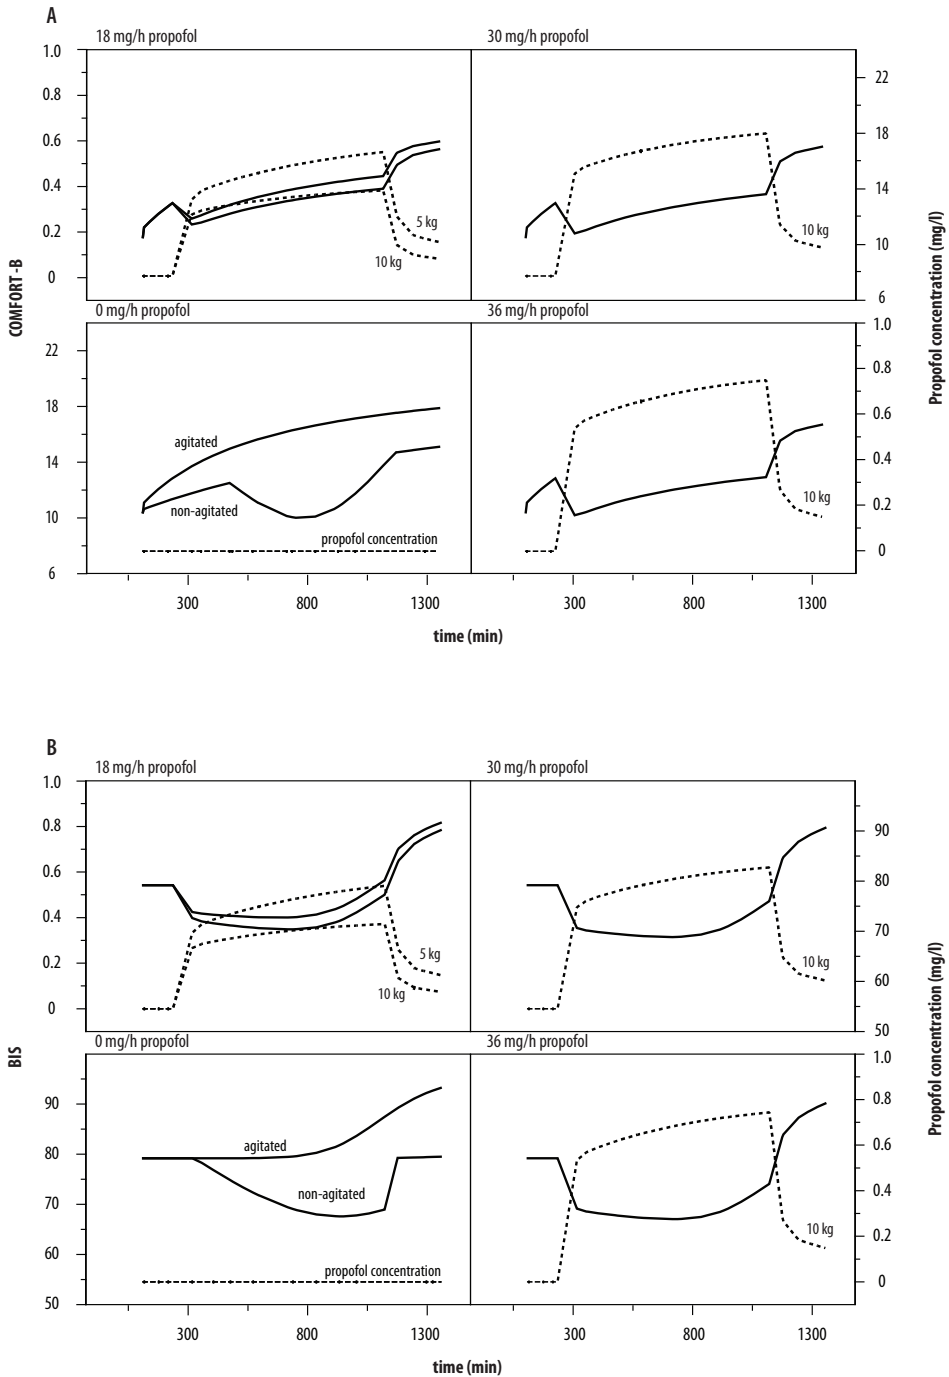 A
18 mg/h propofol
30 mg/h propofol
1.0
0.8
0.6
0.4
0.2
0
5 kg
10 kg
10 kg
22
18
14
10
6
COMFORT -B
Propofol concentration (mg/l)
0 mg/h propofol
36 mg/h propofol
22
18
14
10
6
agitated
non-agitated
propofol concentration
10 kg
1.0
0.8
0.6
0.4
0.2
0
300
800
1300
300
800
1300
time (min)
B
18 mg/h propofol
30 mg/h propofol
1.0
0.8
0.6
0.4
0.2
0
5 kg
10 kg
10 kg
90
80
70
60
50
BIS
Propofol concentration (mg/l)
0 mg/h propofol
36 mg/h propofol
90
80
70
60
50
agitated
non-agitated
propofol concentration
10 kg
1.0
0.8
0.6
0.4
0.2
0
300
800
1300
300
800
1300
time (min)